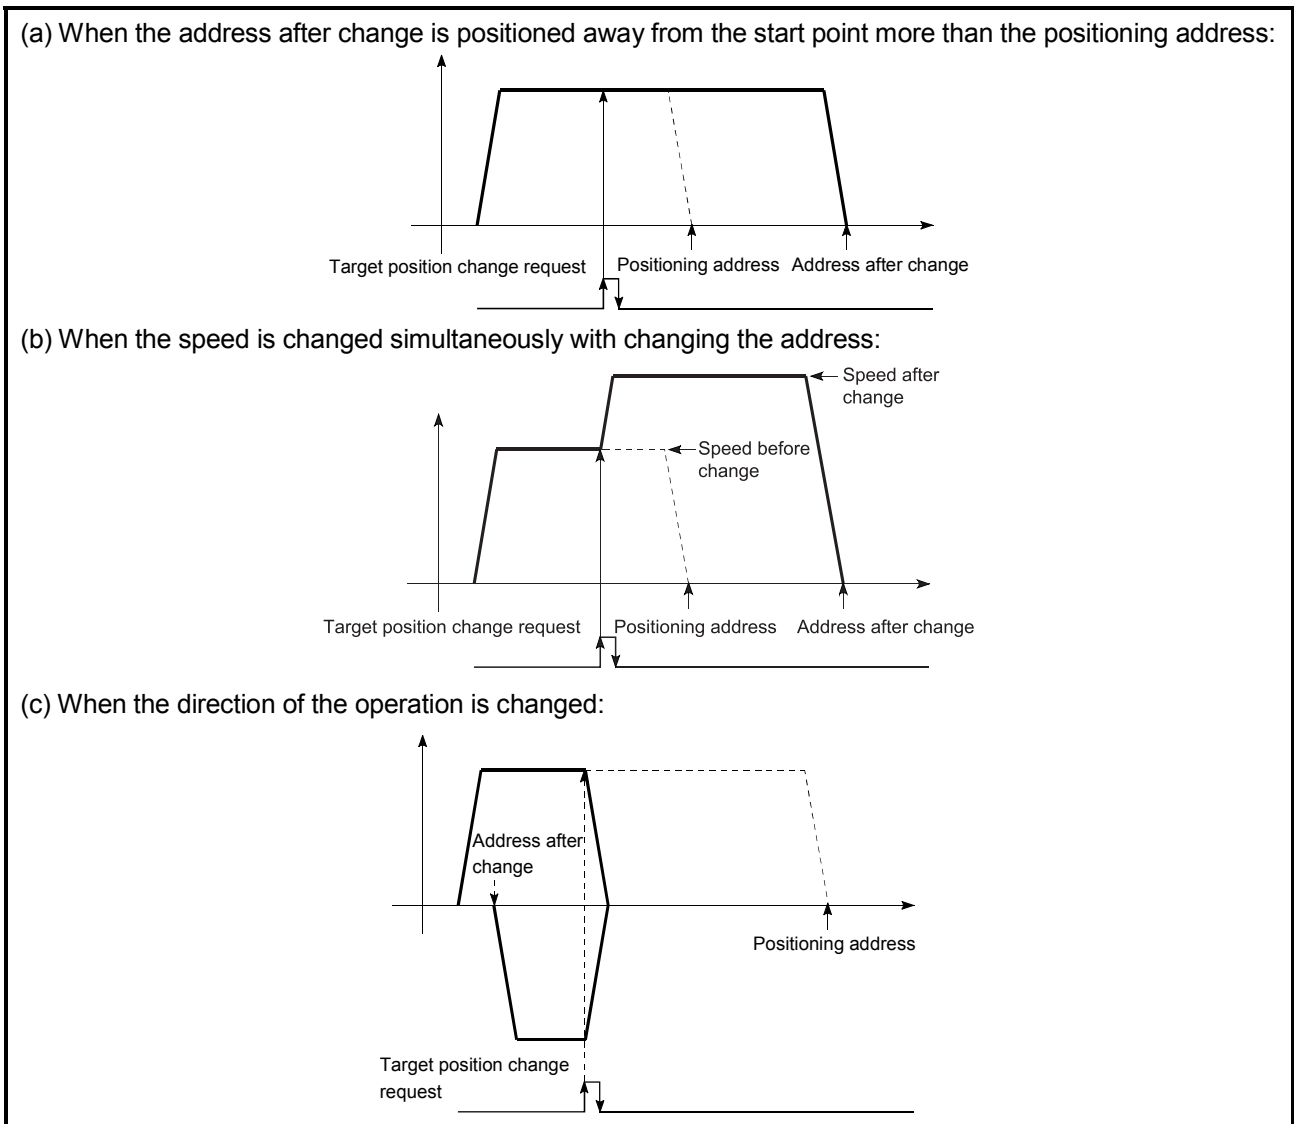 (a) When the address after change is positioned away from the start point more than the positioning address:
Target position change request
Positioning address
Address after change
(b) When the speed is changed simultaneously with changing the address:
Speed after
change
Speed before
change
Target position change request
Positioning address
Address after change
(c) When the direction of the operation is changed:
Address after
change
Positioning address
Target position change
request